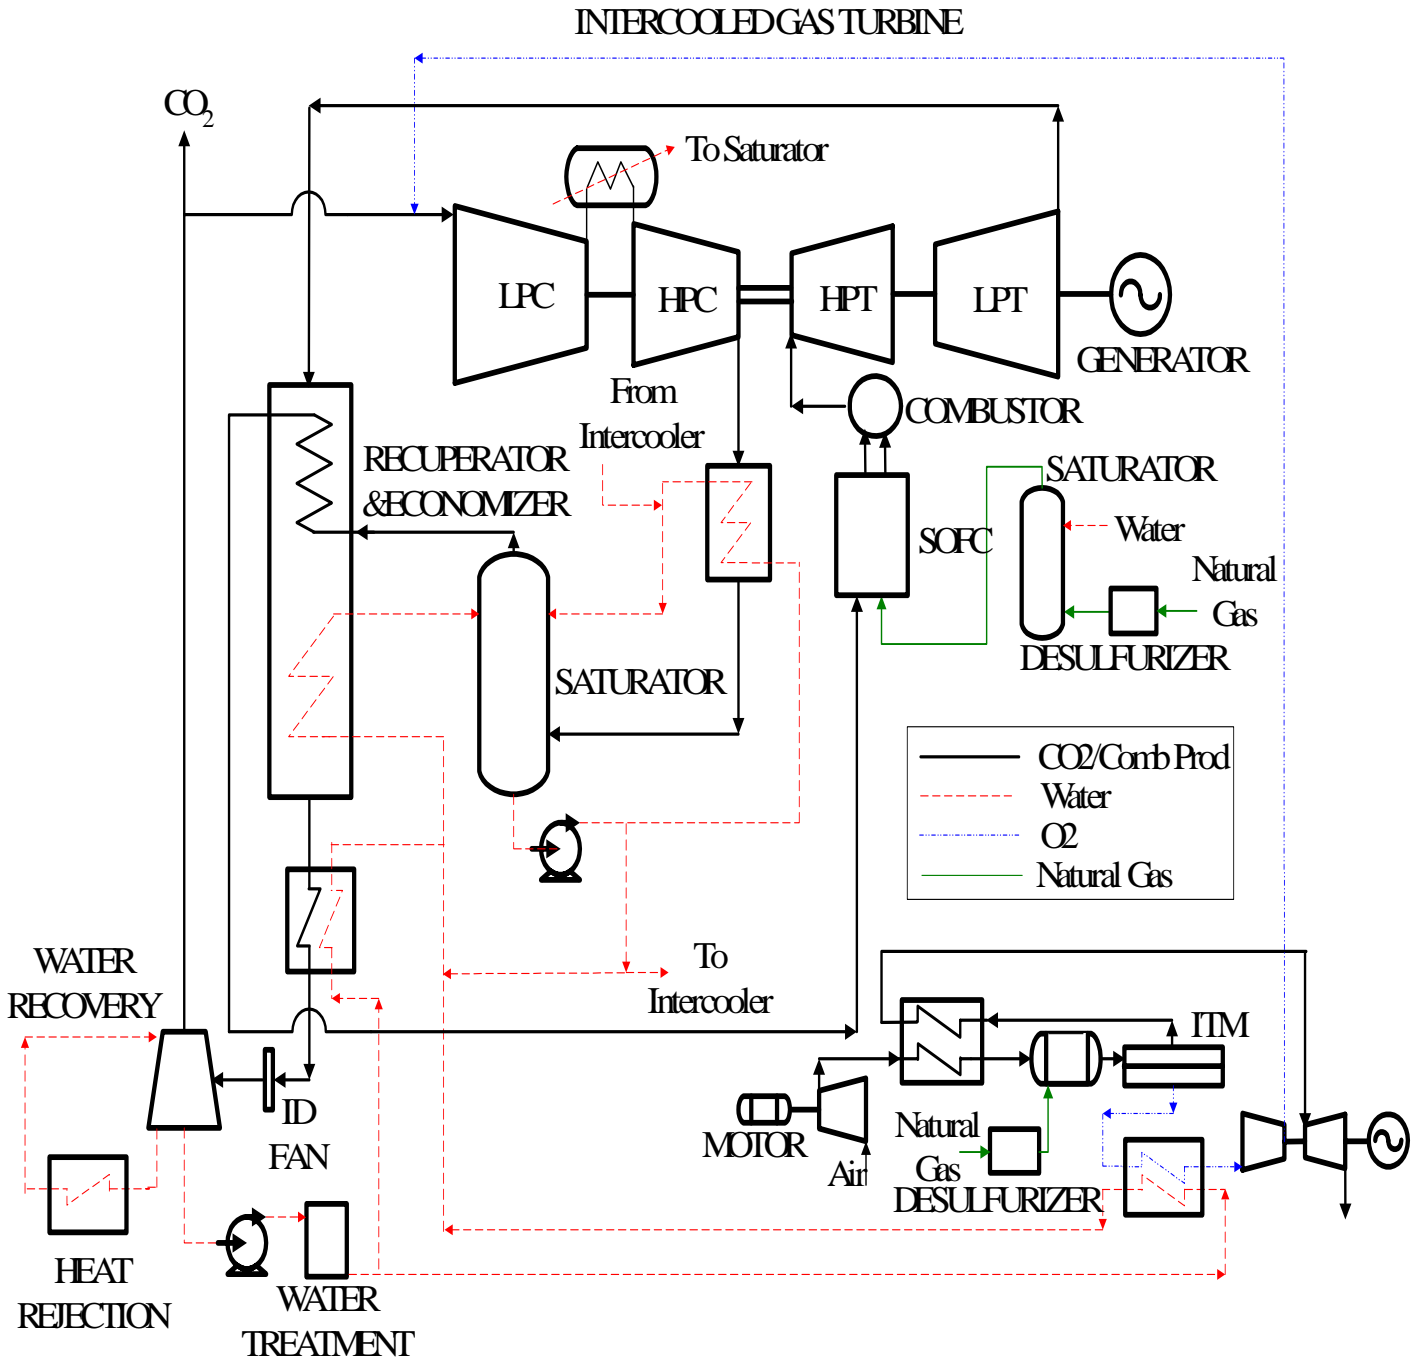 INTERCOOLED GAS TURBINE
CO2
To Saturator
LPC
HPC
HPT
LPT
GENERATOR
From
Intercooler
COMBUSTOR
RECUPERATOR
&ECONOMIZER
SATURATOR
SOFC
Water
Natural
Gas
DESULFURIZER
SATURATOR
CO2/Comb Prod
Water
O2
Natural Gas
WATER
RECOVERY
To
Intercooler
ITM
ID
FAN
MOTOR
Air
Natural
Gas
DESULFURIZER
HEAT
REJECTION
WATER
TREATMENT